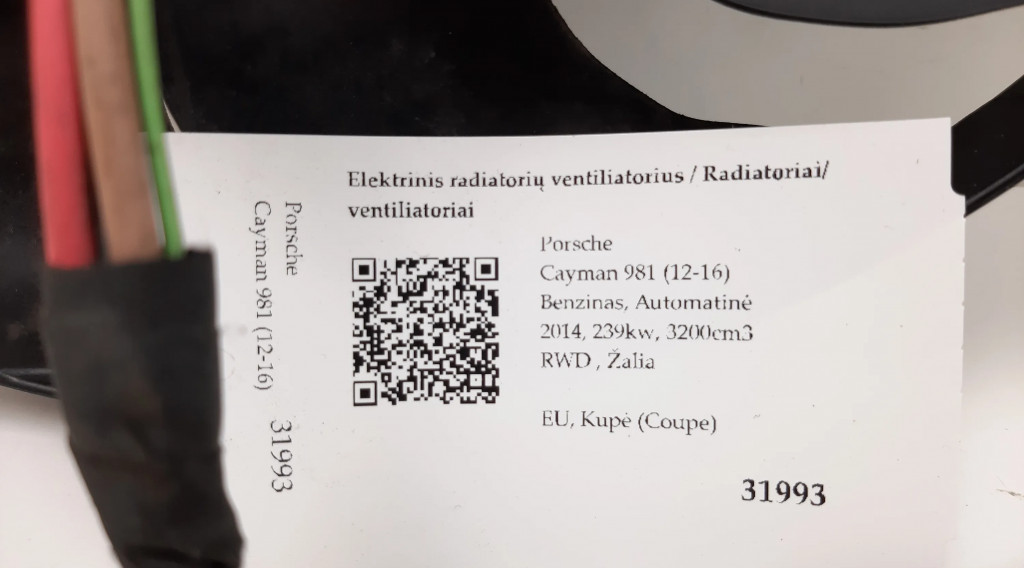 Elektrinis radiatorių ventiliatorius / Radiatoriai/
ventiliatoriai
Porsche
Cayman 981 (12-16)
Benzinas, Automatinė
2014, 239kw, 3200cm3
RWD , Žalia
EU, Kupė (Coupe)
31993
Porsche
Cayman 981 (12-16)
31993